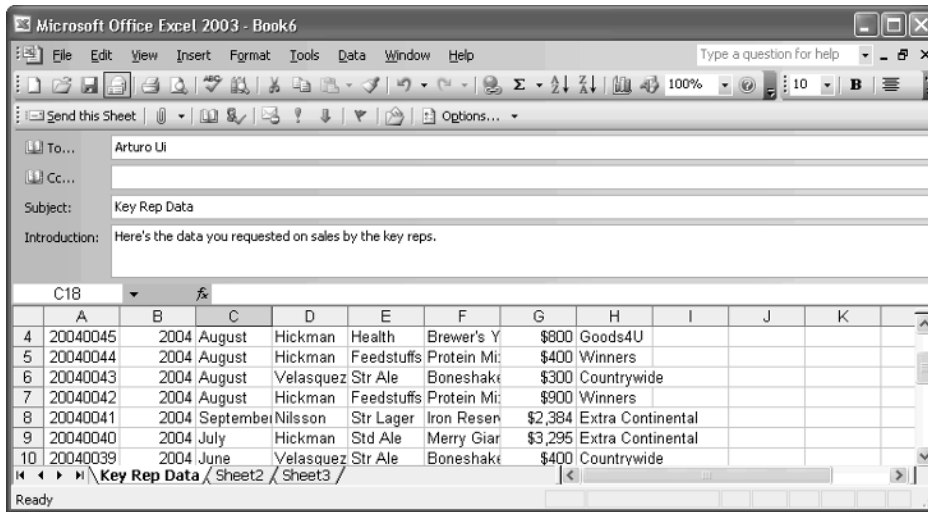 Microsoft Office Excel 2003 - Book6
File Edit View Insert Format Tools Data Window Help Type a question for help
100% 10 B
Send this Sheet Options...
To... Arturo Ui
Cc...
Subject: Key Rep Data
Introduction: Here's the data you requested on sales by the key reps.
C18 fx
A B C D E F G H I J K
4 20040045 2004 August Hickman Health Brewer's Y $800 Goods4U
5 20040044 2004 August Hickman Feedstuffs Protein Mi $400 Winners
6 20040043 2004 August Velasquez Str Ale Boneshake $300 Countrywide
7 20040042 2004 August Hickman Feedstuffs Protein Mi $900 Winners
8 20040041 2004 September Nilsson Str Lager Iron Reser $2,384 Extra Continental
9 20040040 2004 July Hickman Std Ale Merry Giar $3,295 Extra Continental
10 20040039 2004 June Velasquez Str Ale Boneshake $400 Countrywide
Key Rep Data Sheet2 Sheet3
Ready